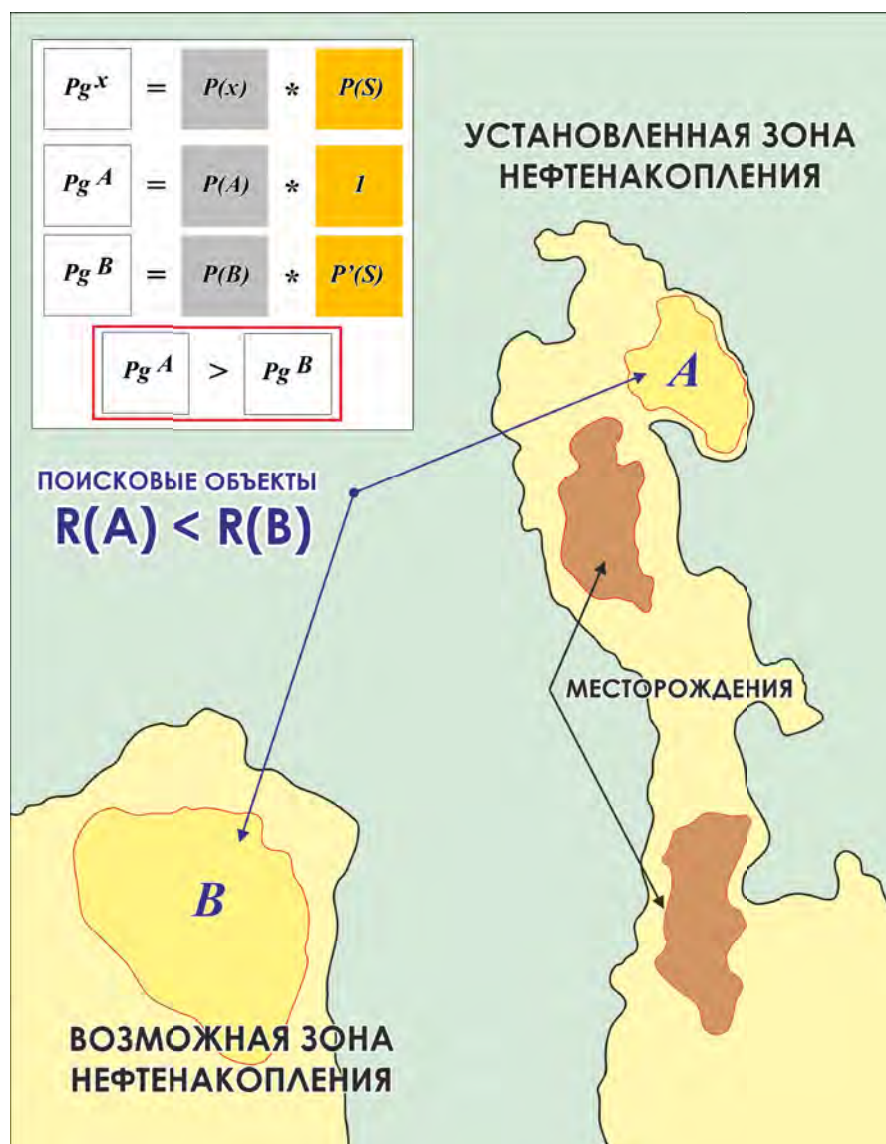 Pg x = P(x) * P(S)
Pg A = P(A) * 1
Pg B = P(B) * P'(S)
Pg A > Pg B
УСТАНОВЛЕННАЯ ЗОНА
НЕФТЕНАКОПЛЕНИЯ
A
ПОИСКОВЫЕ ОБЪЕКТЫ
R(A) < R(B)
МЕСТОРОЖДЕНИЯ
B
ВОЗМОЖНАЯ ЗОНА
НЕФТЕНАКОПЛЕНИЯ